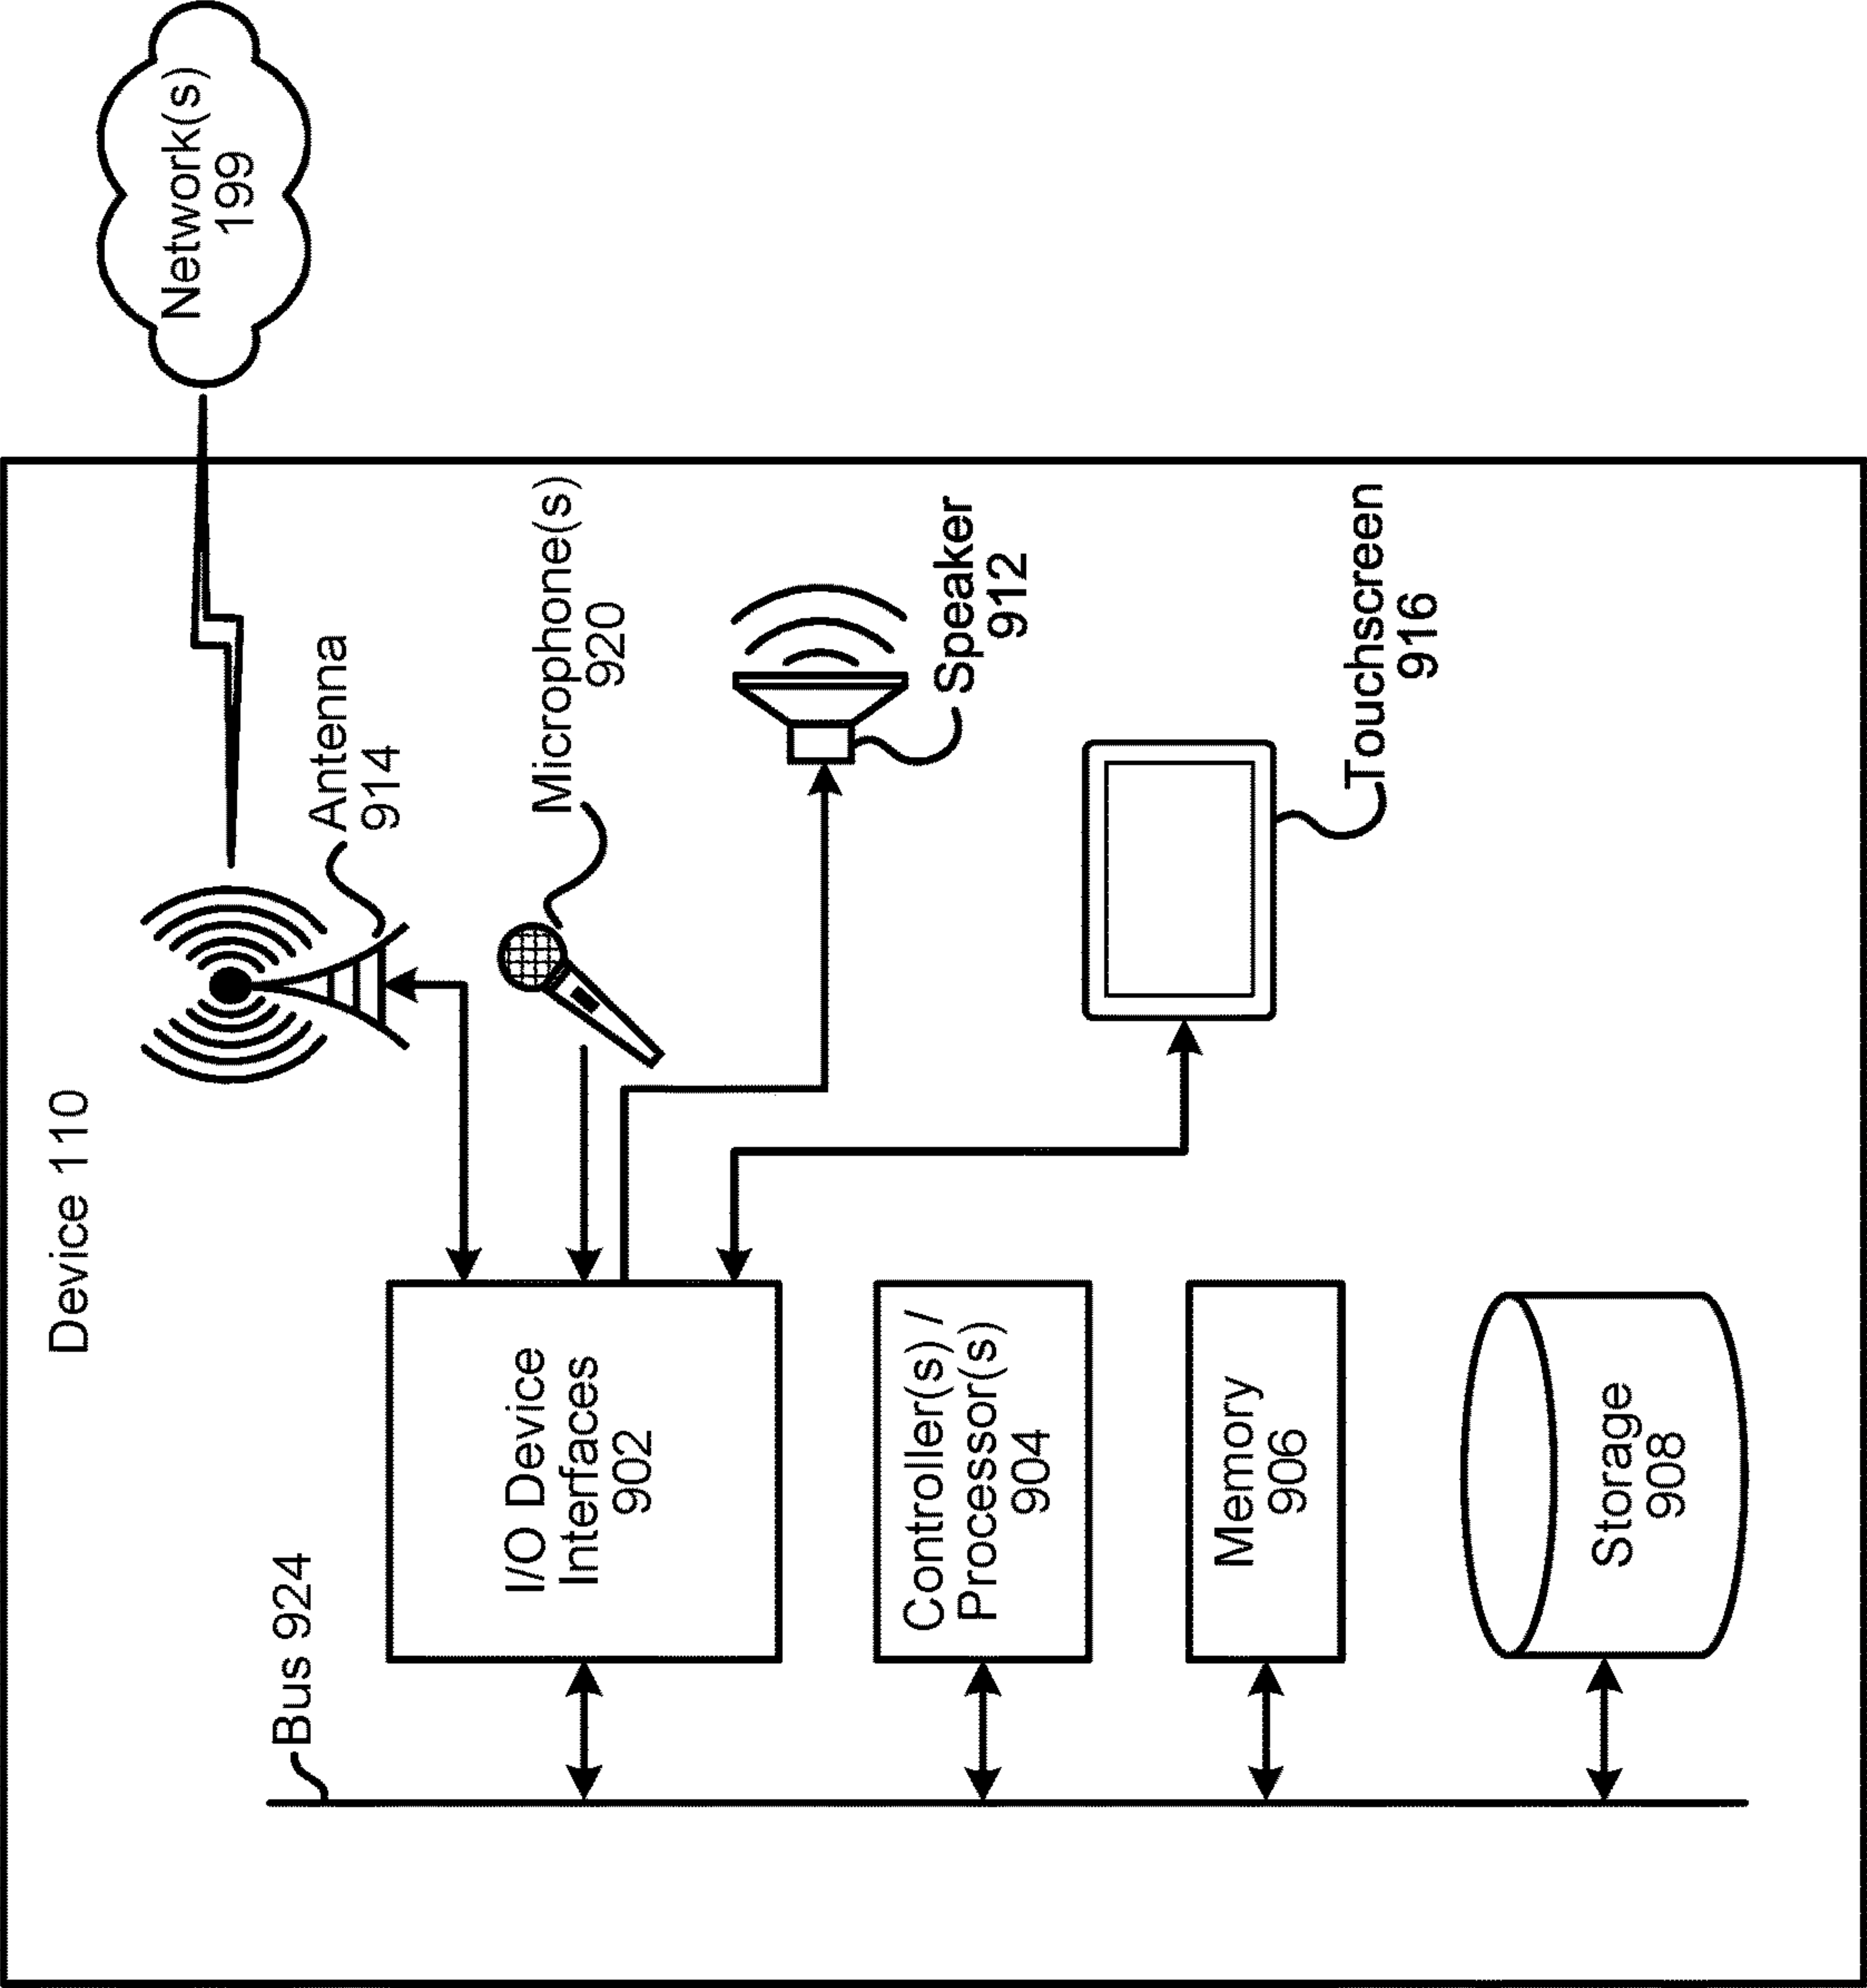 Device 110
Bus 924
I/O Device
Interfaces
902
Controller(s) /
Processor(s)
904
Memory
906
Storage
908
Antenna
914
Microphone(s)
920
Speaker
912
Touchscreen
916
Network(s)
199